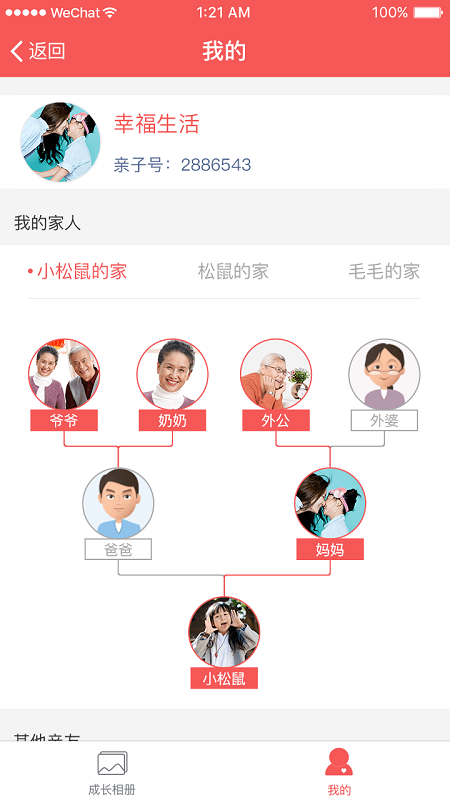 WeChat 1:21 AM 100%
返回 我的
幸福生活
亲子号：2886543
我的家人
小松鼠的家 松鼠的家 毛毛的家
爷爷 奶奶 外公 外婆
爸爸 妈妈
小松鼠
其他亲友
成长相册 我的